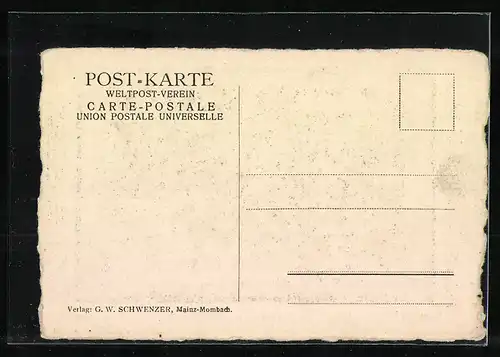 POST-KARTE
WELTPOST-VEREIN
CARTE-POSTALE
UNION POSTALE UNIVERSELLE
Verlag: G. W. SCHWENZER, Mainz-Mombach.